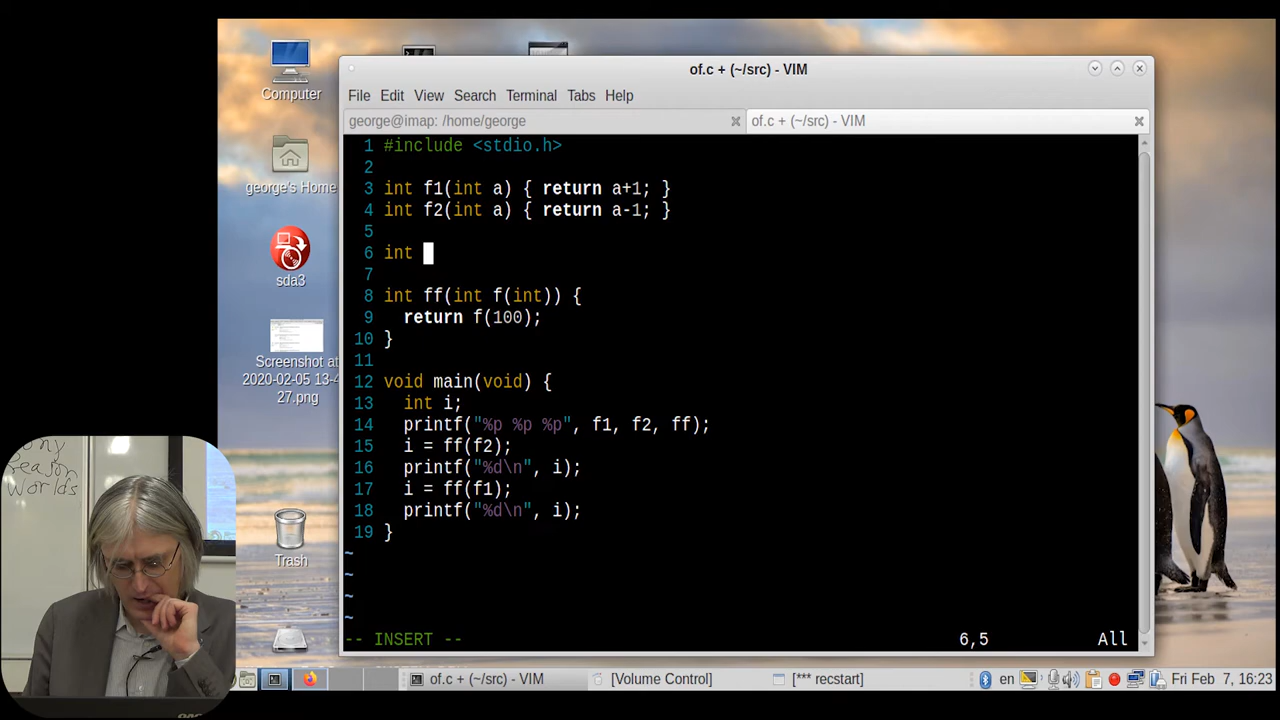 of.c + (~/src) - VIM
File Edit View Search Terminal Tabs Help
george@imap: /home/george
of.c + (~/src) - VIM
1 #include <stdio.h>
2
3 int f1(int a) { return a+1; }
4 int f2(int a) { return a-1; }
5
6 int
7
8 int ff(int f(int)) {
9   return f(100);
10 }
11
12 void main(void) {
13   int i;
14   printf("%p %p %p", f1, f2, ff);
15   i = ff(f2);
16   printf("%d\n", i);
17   i = ff(f1);
18   printf("%d\n", i);
19 }
~
~
~
~
-- INSERT -- 6,5 All
Computer
george's Home
sda3
Screenshot at
2020-02-05 13-4
27.png
Trash
Worlds
of.c + (~/src) - VIM
[Volume Control]
[*** recstart]
en
Fri Feb 7, 16:23